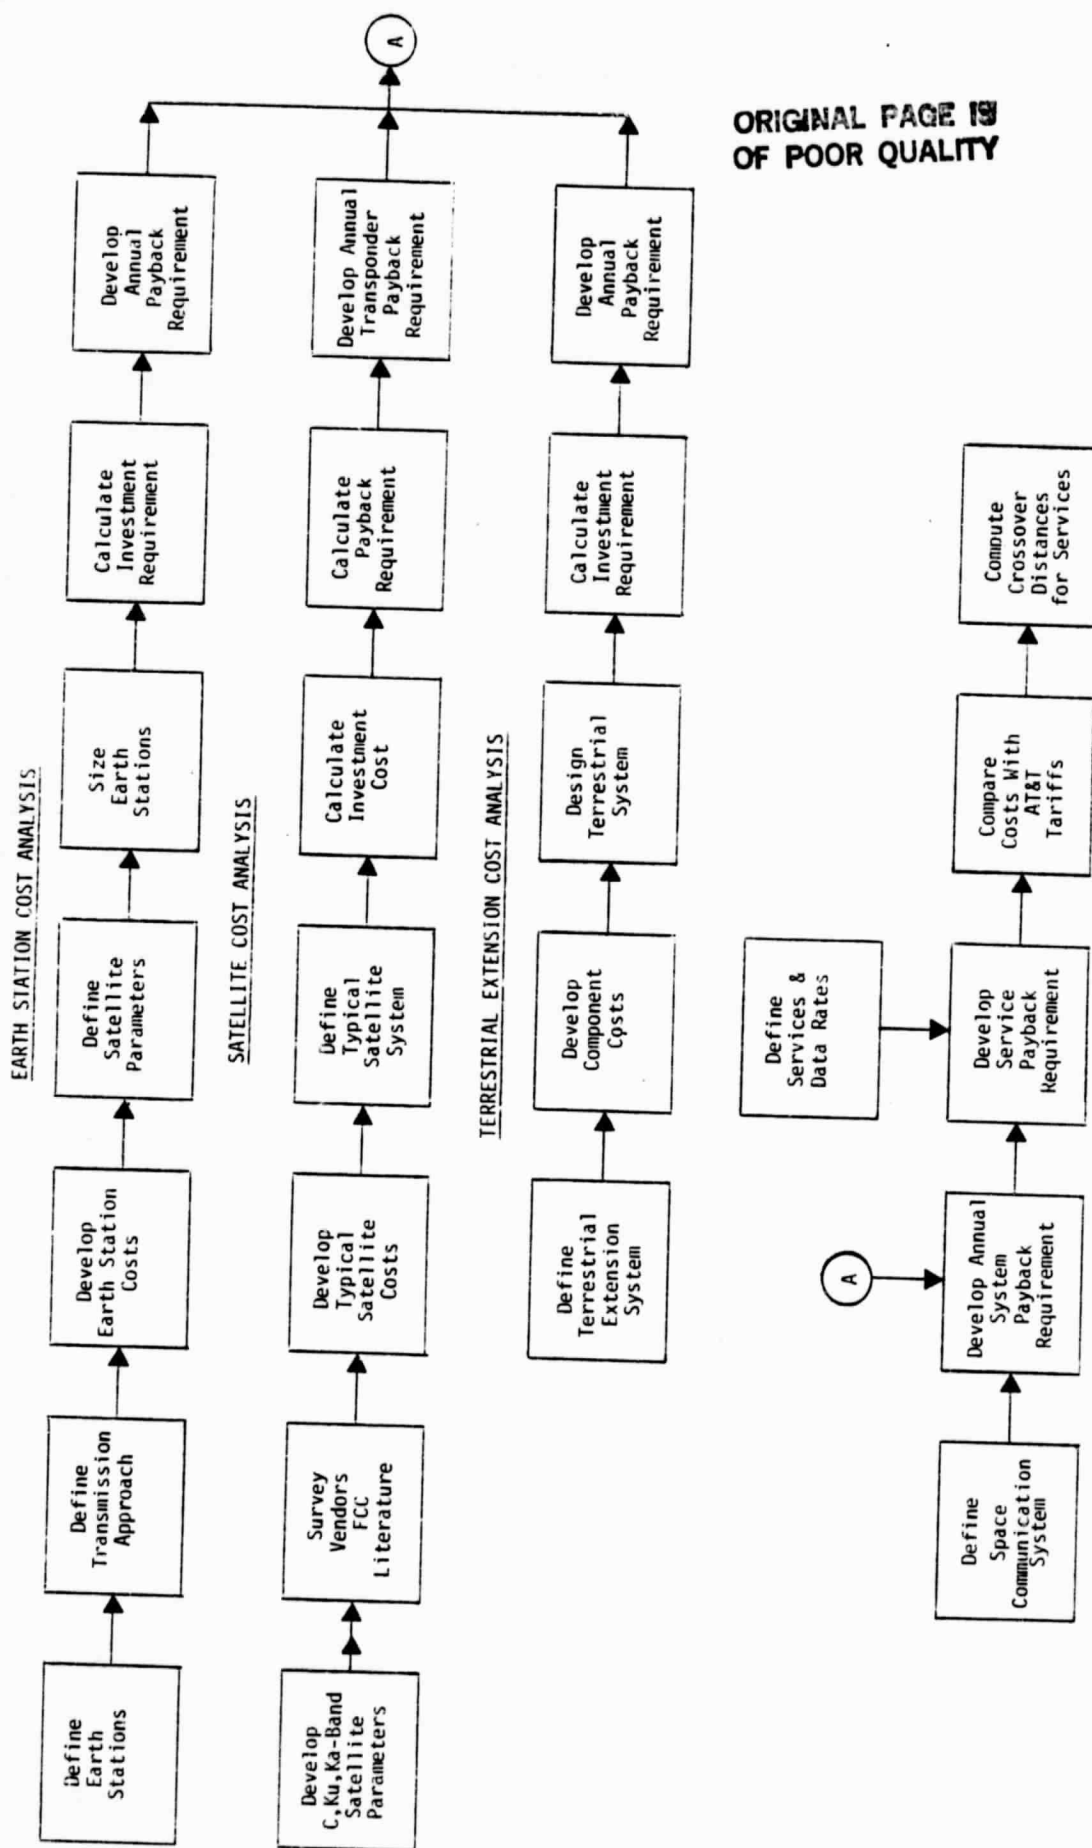 EARTH STATION COST ANALYSIS
Define
Earth
Stations
Define
Transmission
Approach
Develop
Earth Station
Costs
Define
Satellite
Parameters
Size
Earth
Stations
Calculate
Investment
Requirement
Develop
Annual
Payback
Requirement
SATELLITE COST ANALYSIS
Develop
C,Ku,Ka-Band
Satellite
Parameters
Survey
Vendors
FCC
Literature
Develop
Typical
Satellite
Costs
Define
Typical
Satellite
System
Calculate
Investment
Cost
Calculate
Payback
Requirement
Develop Annual
Transponder
Payback
Requirement
A
TERRESTRIAL EXTENSION COST ANALYSIS
Define
Terrestrial
Extension
System
Develop
Component
Costs
Design
Terrestrial
System
Calculate
Investment
Requirement
Develop
Annual
Payback
Requirement
A
Define
Services &
Data Rates
Define
Space
Communication
System
Develop Annual
System
Payback
Requirement
Develop
Service
Payback
Requirement
Compare
Costs With
AT&T
Tariffs
Compute
Crossover
Distances
for Services
ORIGINAL PAGE IS
OF POOR QUALITY